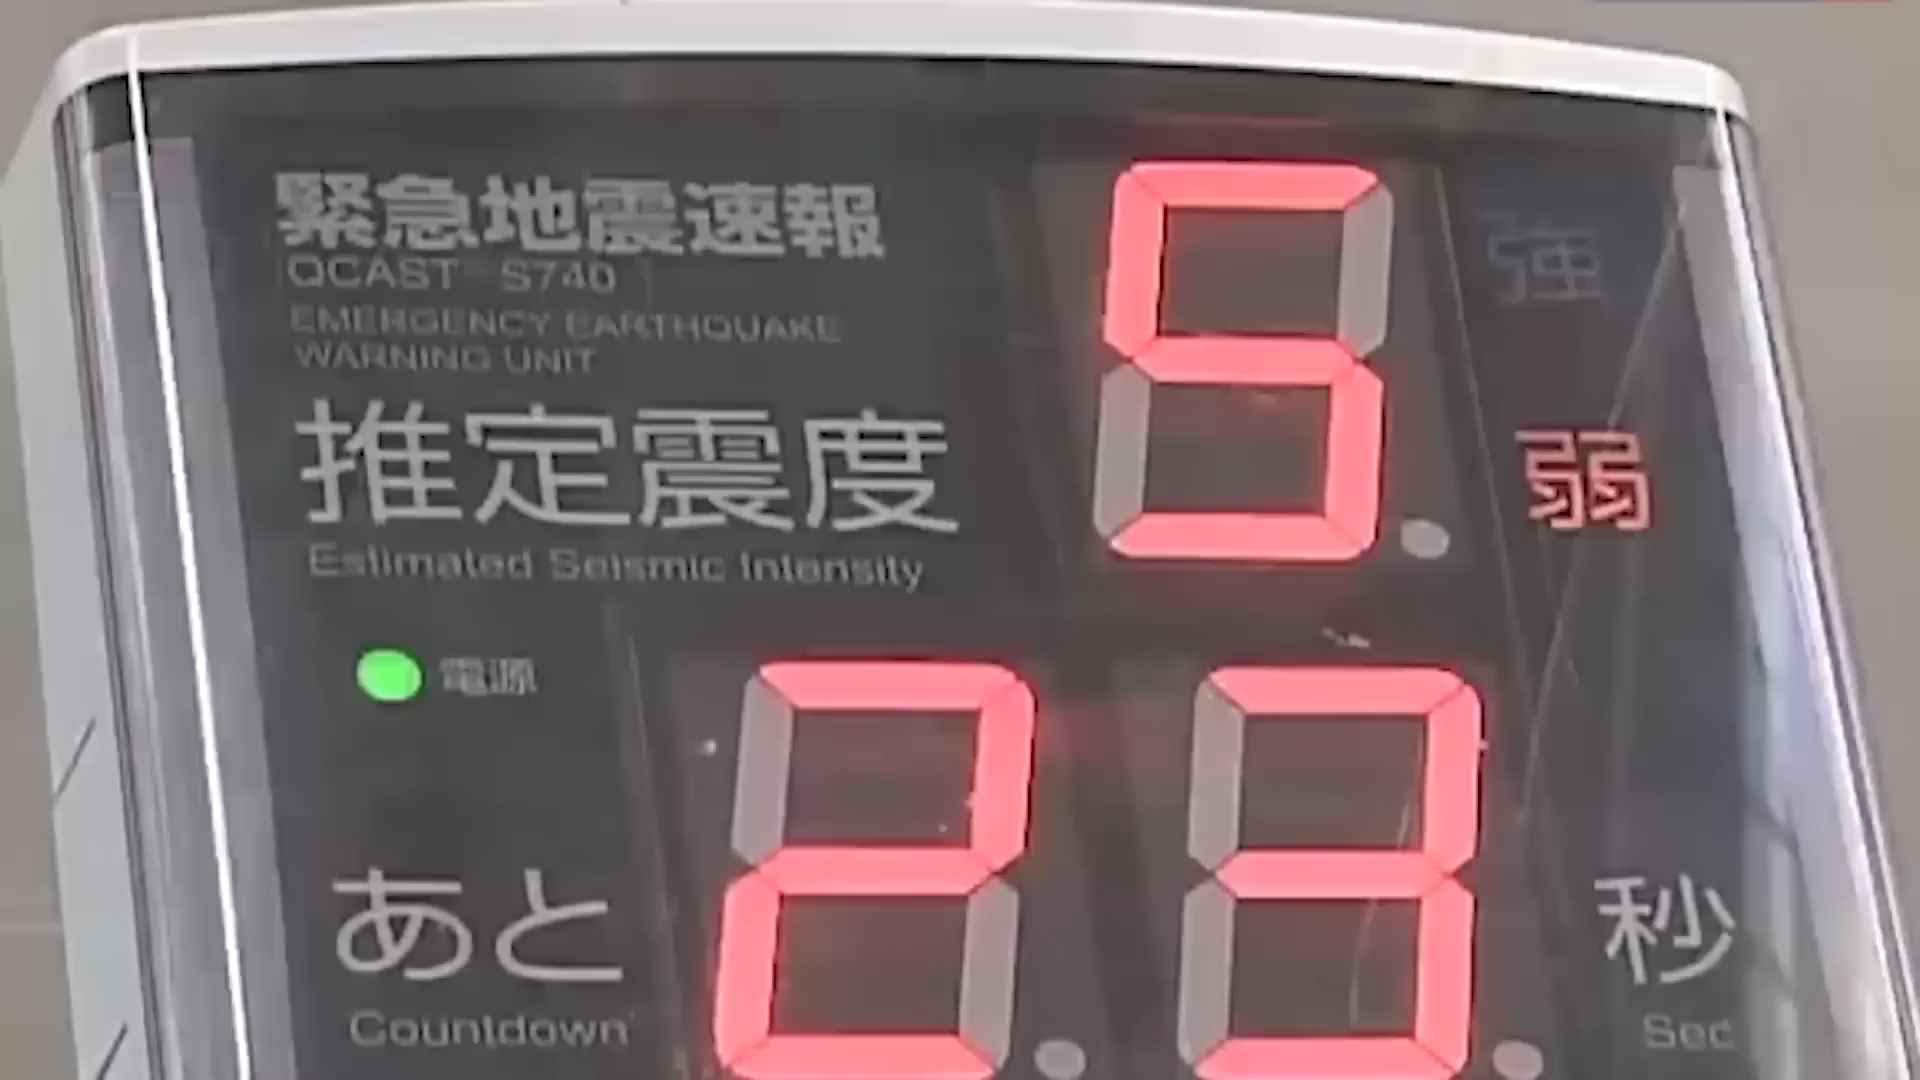 緊急地震速報
QCAST S740
EMERGENCY EARTHQUAKE
WARNING UNIT
推定震度 5 強
弱
Estimated Seismic Intensity
電源
あと 23 秒
Countdown Sec